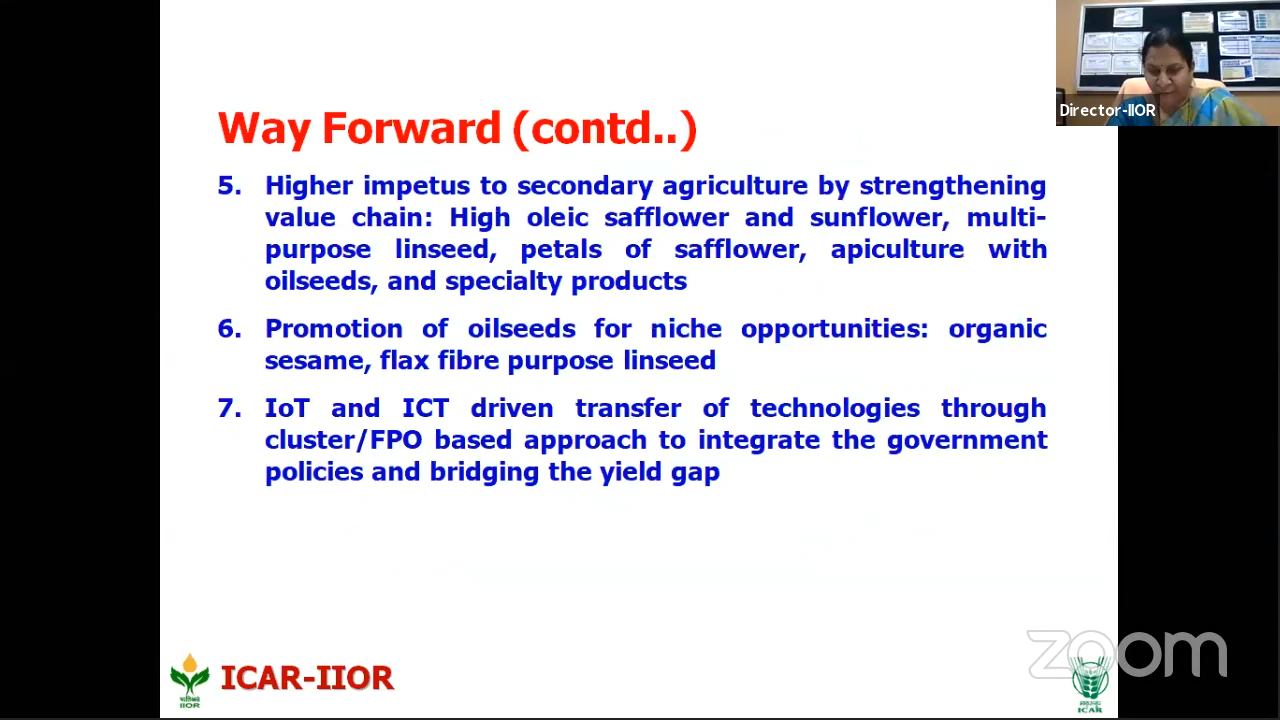 Director-IIOR
Way Forward (contd..)
5. Higher impetus to secondary agriculture by strengthening
value chain: High oleic safflower and sunflower, multi-
purpose linseed, petals of safflower, apiculture with
oilseeds, and specialty products
6. Promotion of oilseeds for niche opportunities: organic
sesame, flax fibre purpose linseed
7. IoT and ICT driven transfer of technologies through
cluster/FPO based approach to integrate the government
policies and bridging the yield gap
zoom
ICAR-IIOR
IIOR
ICAR